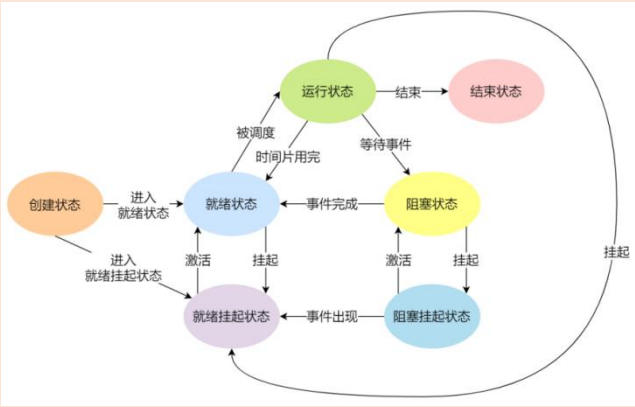 运行状态
结束
结束状态
被调度
时间片用完
等待事件
创建状态
进入
就绪状态
就绪状态
事件完成
阻塞状态
进入
就绪挂起状态
激活
挂起
激活
挂起
挂起
就绪挂起状态
事件出现
阻塞挂起状态